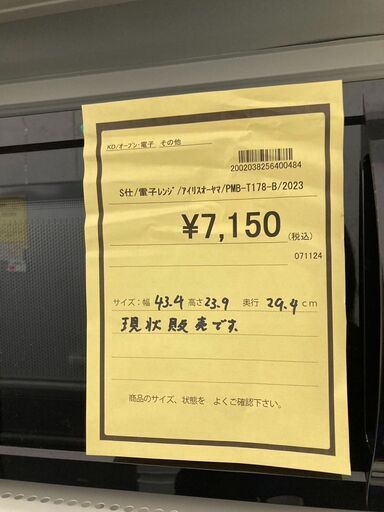 KD/オーブン:電子 その他
2002038256400484
S仕/電子レンジ/アイリスオーヤマ/PMB-T178-B/2023
¥7,150(税込)
071124
サイズ:幅 43.4 高さ 23.9 奥行 29.4 cm
現状販売です
商品のサイズ、状態を よくご確認下さい。